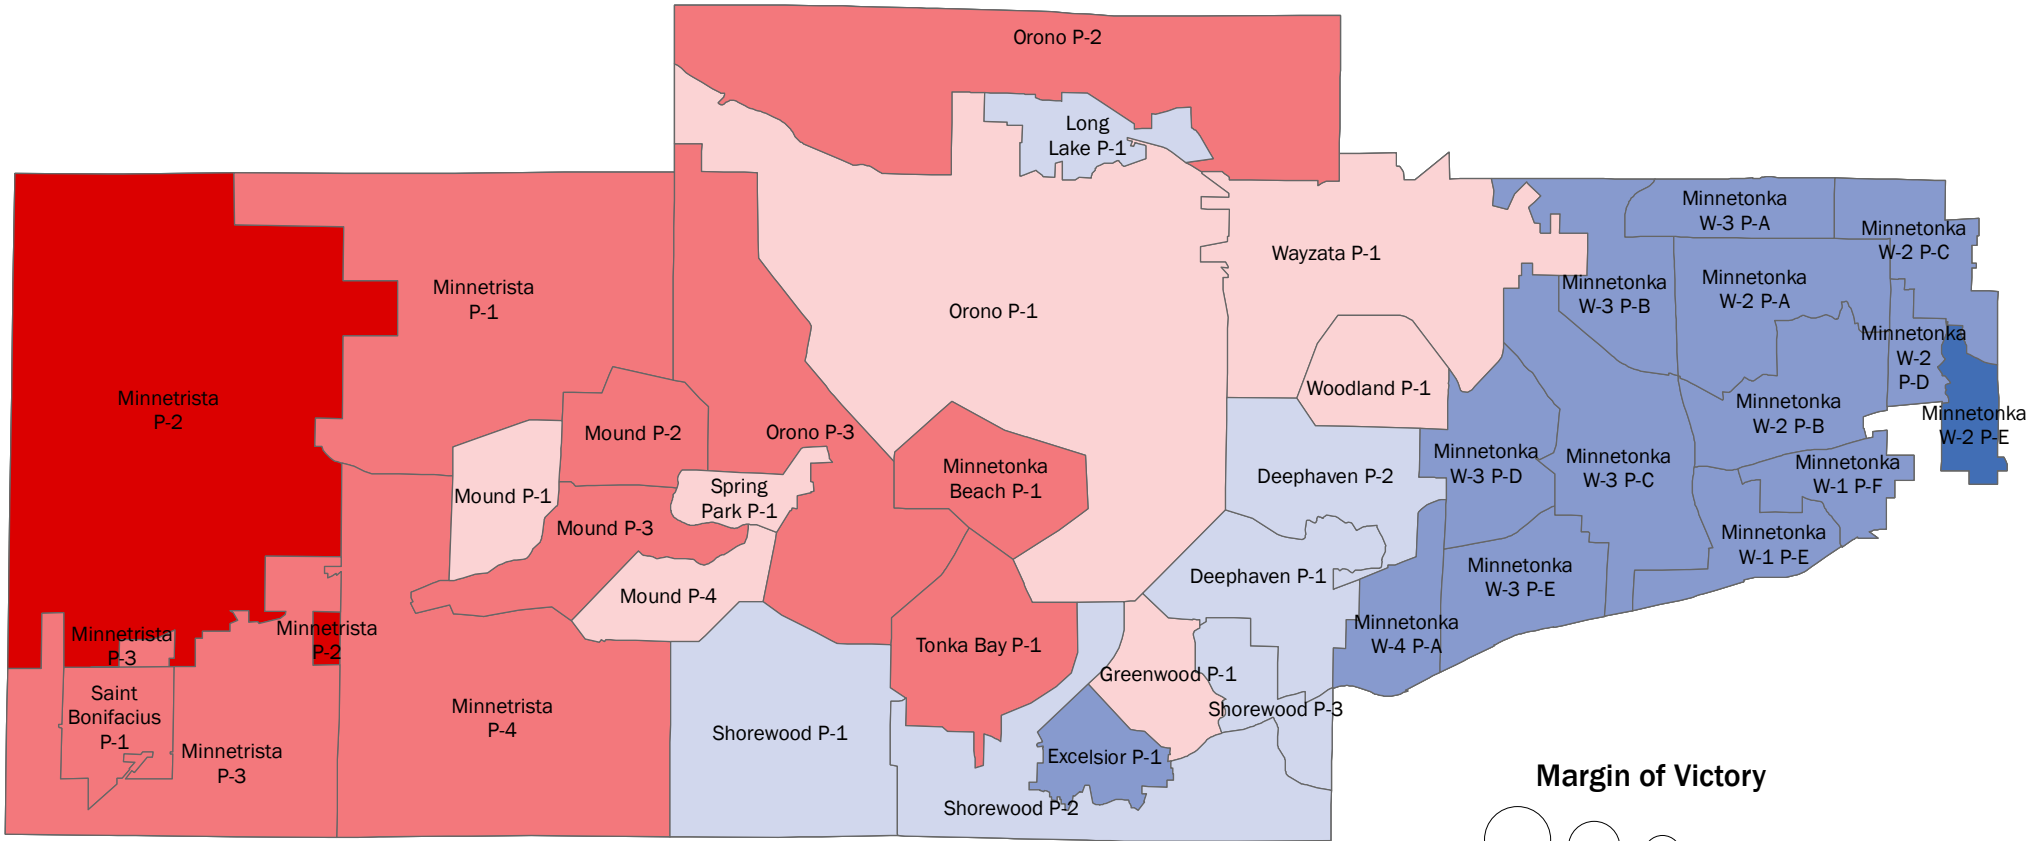 Orono P-2
Long
Lake P-1
Minnetonka
W-3 P-A
Minnetonka
W-2 P-C
Wayzata P-1
Minnetrista
P-1
Orono P-1
Minnetonka
W-3 P-B
Minnetonka
W-2 P-A
Minnetonka
W-2
P-D
Minnetrista
P-2
Woodland P-1
Minnetonka
W-2 P-B
Minnetonka
W-2 P-E
Mound P-2
Orono P-3
Minnetonka
Beach P-1
Deephaven P-2
Minnetonka
W-3 P-D
Minnetonka
W-3 P-C
Minnetonka
W-1 P-F
Mound P-1
Spring
Park P-1
Mound P-3
Minnetonka
W-1 P-E
Mound P-4
Deephaven P-1
Minnetonka
W-3 P-E
Minnetrista
P-3
Minnetrista
P-2
Tonka Bay P-1
Minnetonka
W-4 P-A
Greenwood P-1
Saint
Bonifacius
P-1
Minnetrista
P-3
Minnetrista
P-4
Shorewood P-1
Shorewood P-3
Excelsior P-1
Shorewood P-2
Margin of Victory